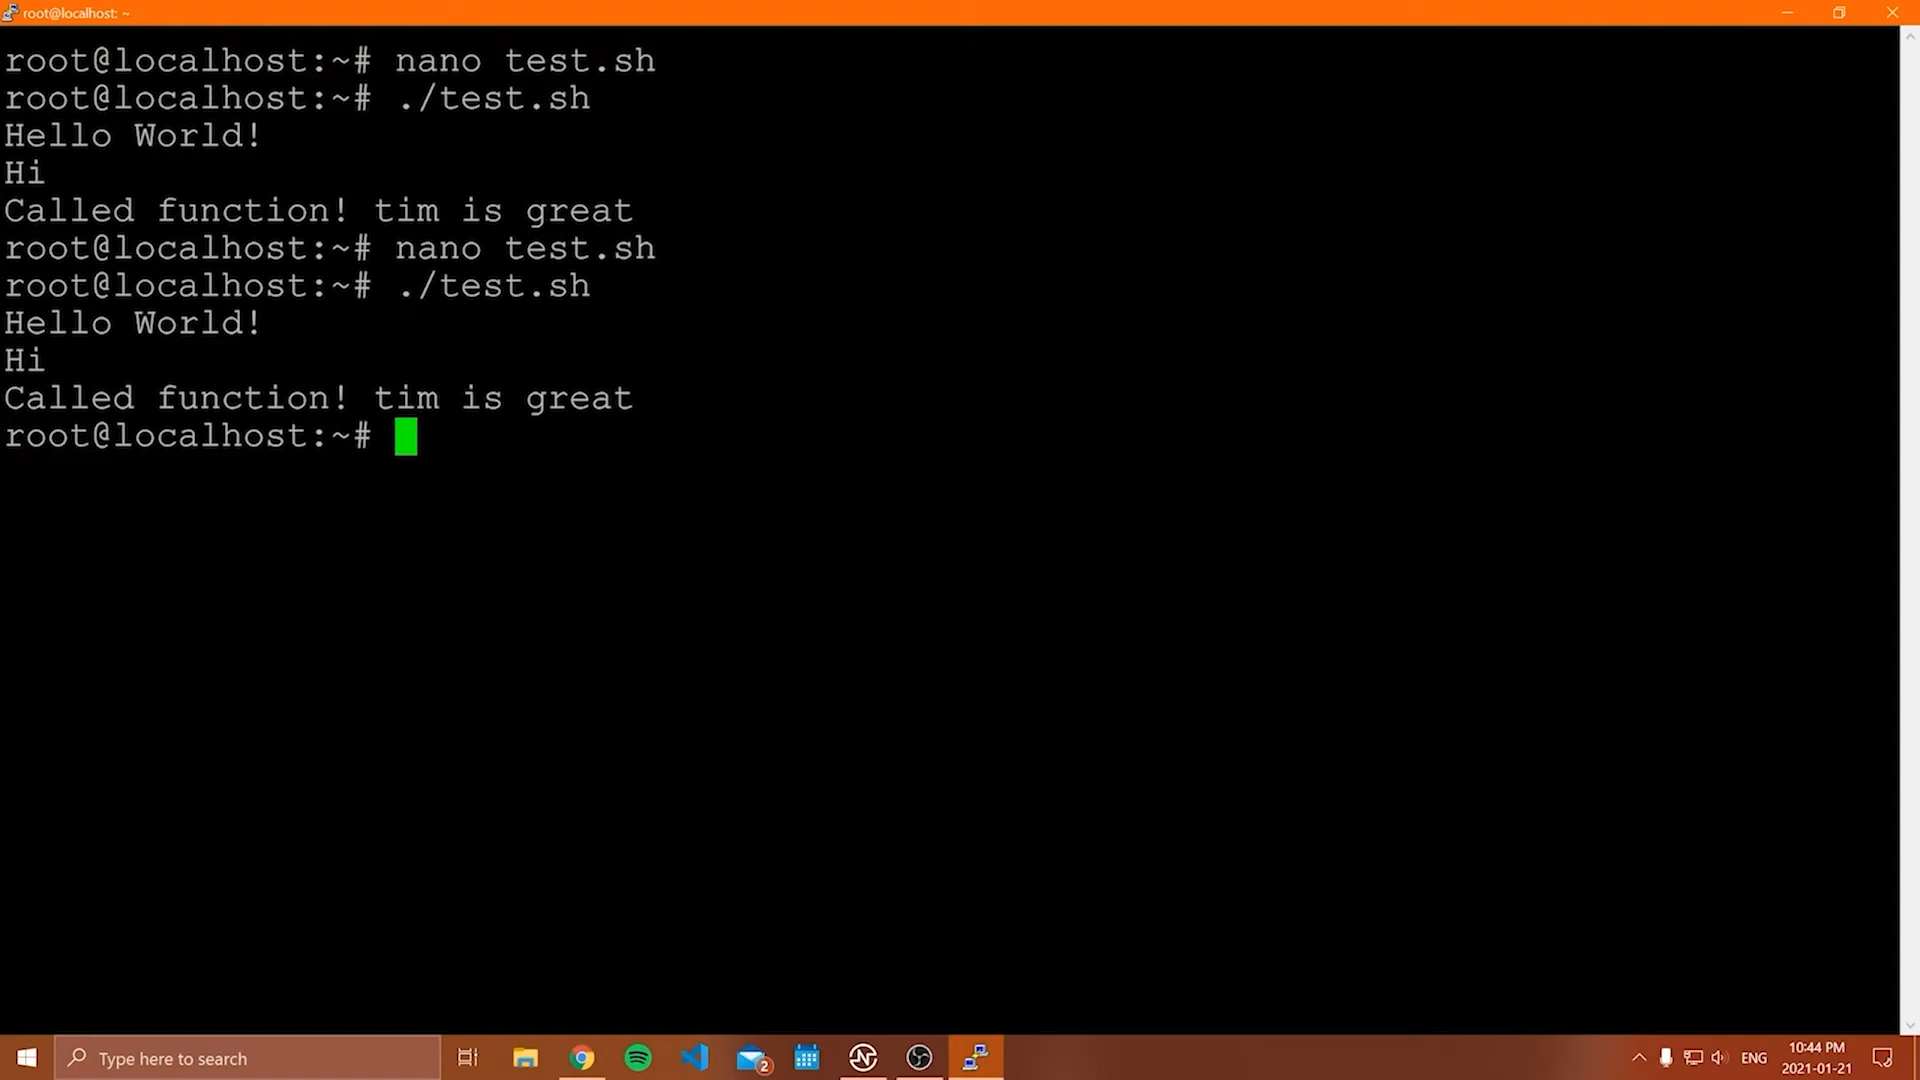 root@localhost: ~
root@localhost:~# nano test.sh
root@localhost:~# ./test.sh
Hello World!
Hi
Called function! tim is great
root@localhost:~# nano test.sh
root@localhost:~# ./test.sh
Hello World!
Hi
Called function! tim is great
root@localhost:~#
Type here to search
2
ENG
10:44 PM
2021-01-21